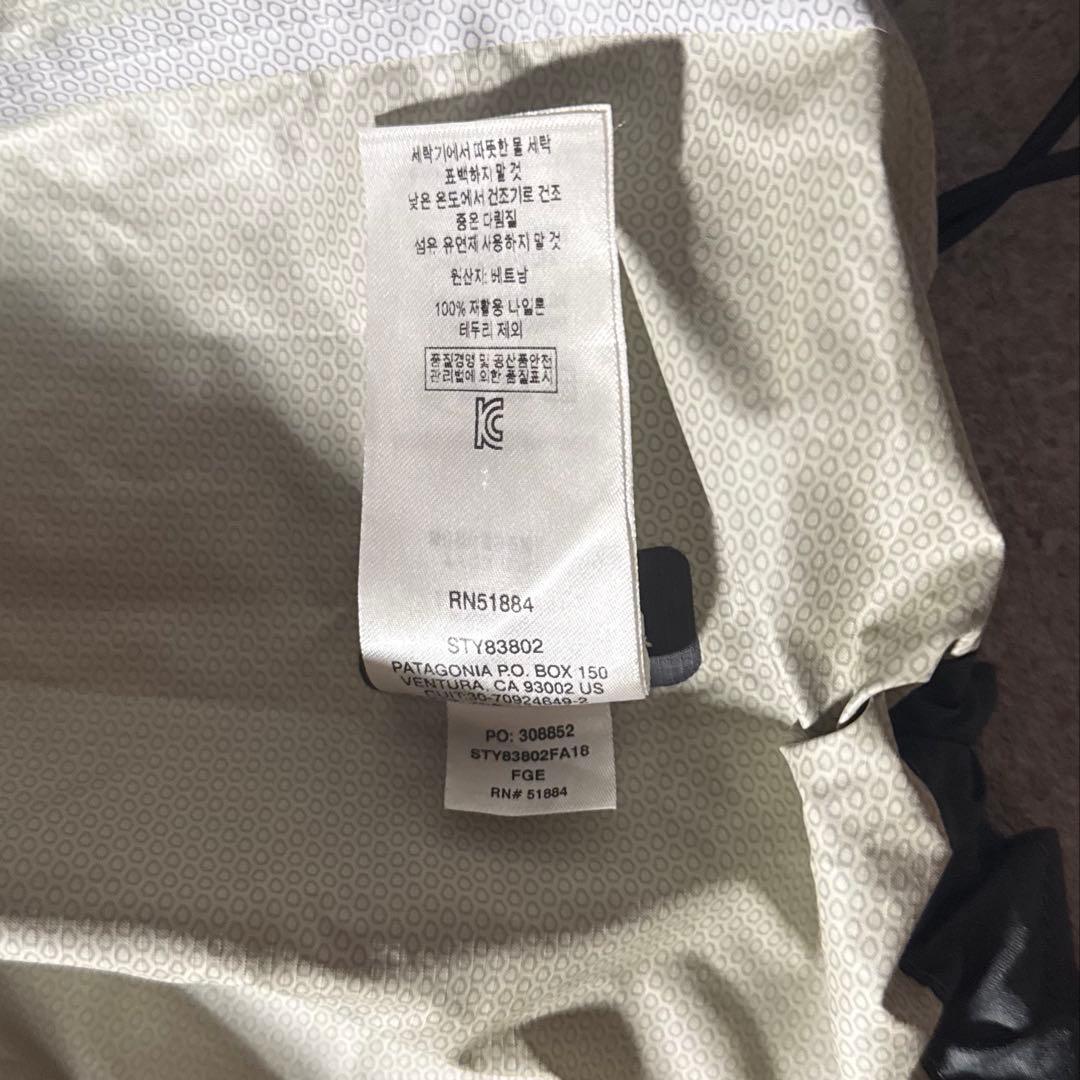 세탁기에서 따뜻한 물 세탁
표백하지 말 것
낮은 온도에서 건조기로 건조
중온 다림질
섬유 유연제 사용하지 말 것
원산지: 베트남
100% 재활용 나일론
테두리 제외
품질경영 및 공산품안전
관리법에 의한 품질표시
RN51884
STY83802
PATAGONIA P.O. BOX 150
VENTURA, CA 93002 US
CUIT:30-70924649-2
PO: 308852
STY83802FA18
FGE
RN# 51884